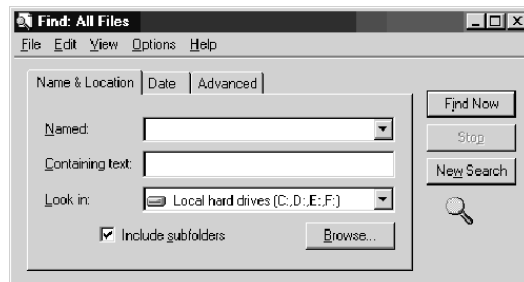 Find: All Files
File Edit View Options Help
Name & Location Date Advanced
Named:
Containing text:
Look in: Local hard drives (C:,D:,E:,F:)
Include subfolders Browse...
Find Now
Stop
New Search